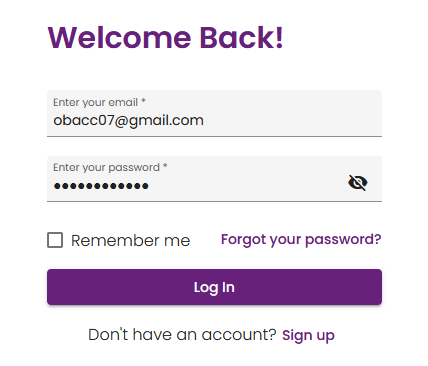 Welcome Back!
Enter your email *
obacc07@gmail.com
Enter your password *
••••••••••••
Remember me
Forgot your password?
Log In
Don't have an account? Sign up